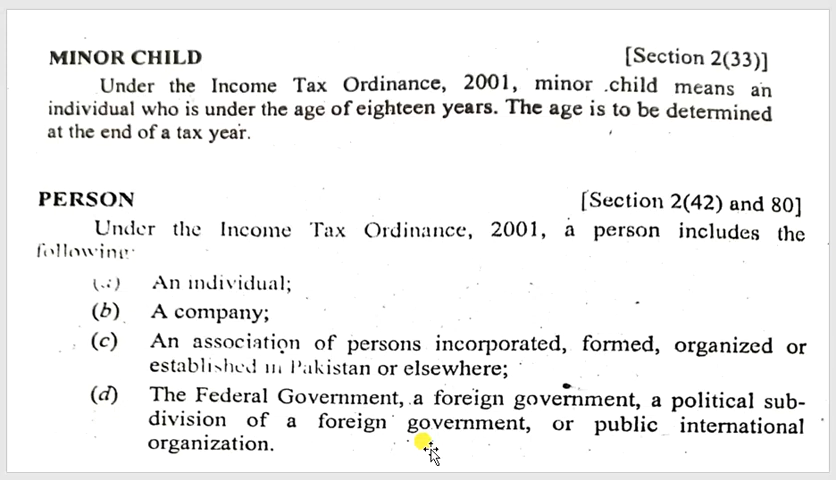 MINOR CHILD [Section 2(33)]
Under the Income Tax Ordinance, 2001, minor child means an
individual who is under the age of eighteen years. The age is to be determined
at the end of a tax year.
PERSON [Section 2(42) and 80]
Under the Income Tax Ordinance, 2001, a person includes the
following:
(a) An individual;
(b) A company;
(c) An association of persons incorporated, formed, organized or
established in Pakistan or elsewhere;
(d) The Federal Government, a foreign government, a political sub-
division of a foreign government, or public international
organization.